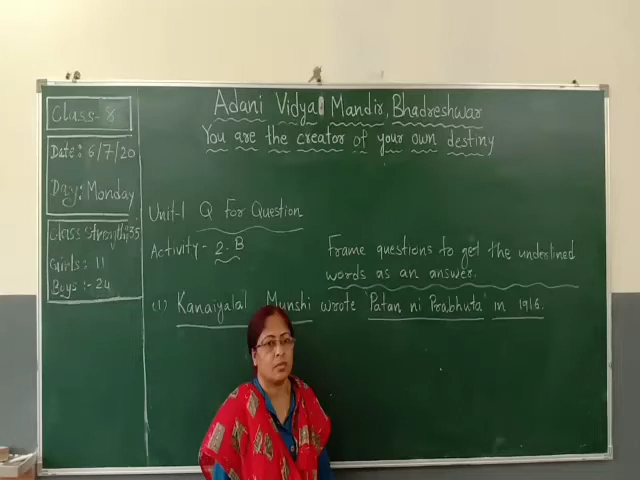 Adani Vidya Mandir, Bhadreshwar
You are the creator of your own destiny
Class- 8
Date: 6/7/20
Day: Monday
Class Strength: 35
Girls: 11
Boys :- 24
Unit-1 Q For Question
Activity- 2. B
Frame questions to get the underlined
words as an answer.
(1) Kanaiyalal Munshi wrote 'Patan ni Prabhuta' in 1916.